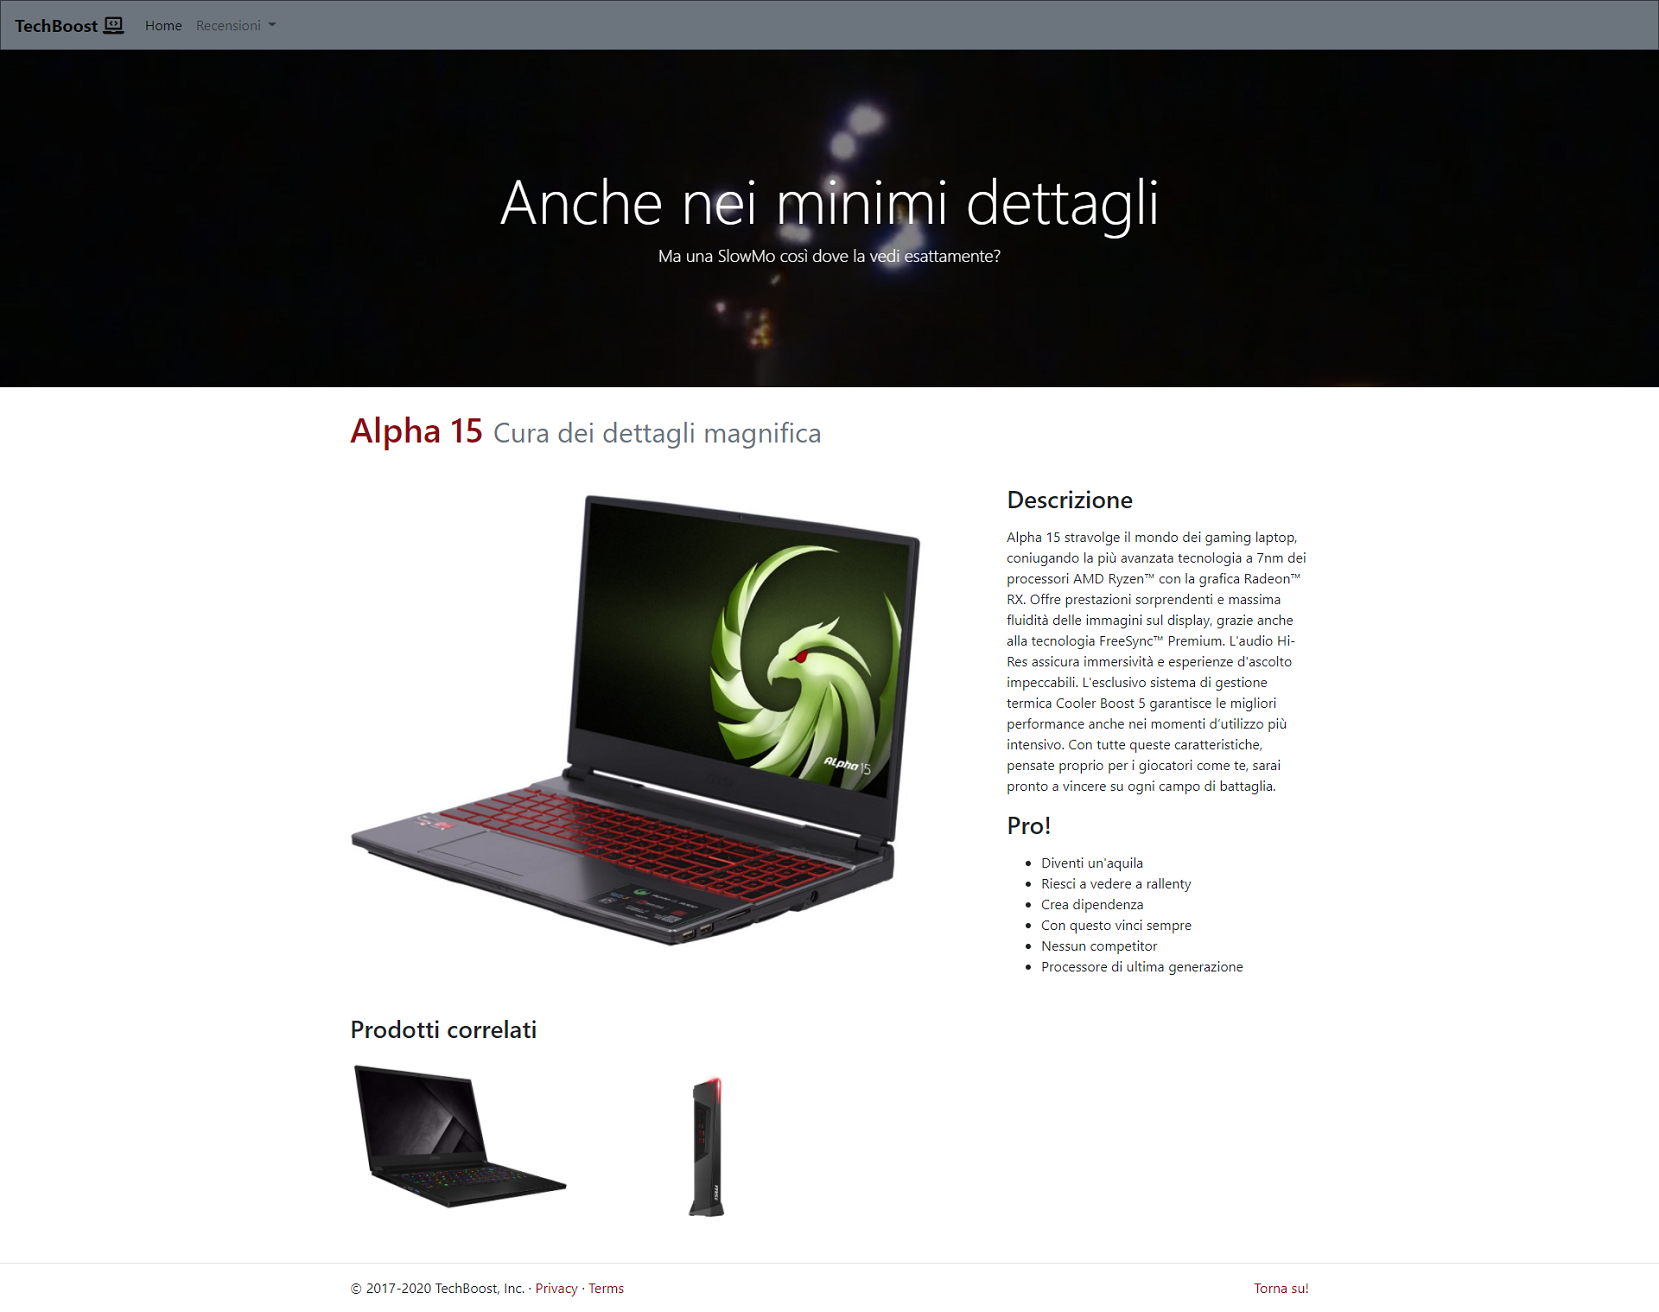 TechBoost
Home
Recensioni
Anche nei minimi dettagli
Ma una SlowMo così dove la vedi esattamente?
Alpha 15 Cura dei dettagli magnifica
Alpha 15
Descrizione
Alpha 15 stravolge il mondo dei gaming laptop,
coniugando la più avanzata tecnologia a 7nm dei
processori AMD Ryzen™ con la grafica Radeon™
RX. Offre prestazioni sorprendenti e massima
fluidità delle immagini sul display, grazie anche
alla tecnologia FreeSync™ Premium. L'audio Hi-
Res assicura immersività e esperienze d'ascolto
impeccabili. L'esclusivo sistema di gestione
termica Cooler Boost 5 garantisce le migliori
performance anche nei momenti d'utilizzo più
intensivo. Con tutte queste caratteristiche,
pensate proprio per i giocatori come te, sarai
pronto a vincere su ogni campo di battaglia.
Pro!
Diventi un'aquila
Riesci a vedere a rallenty
Crea dipendenza
Con questo vinci sempre
Nessun competitor
Processore di ultima generazione
Prodotti correlati
© 2017-2020 TechBoost, Inc. · Privacy · Terms
Torna su!